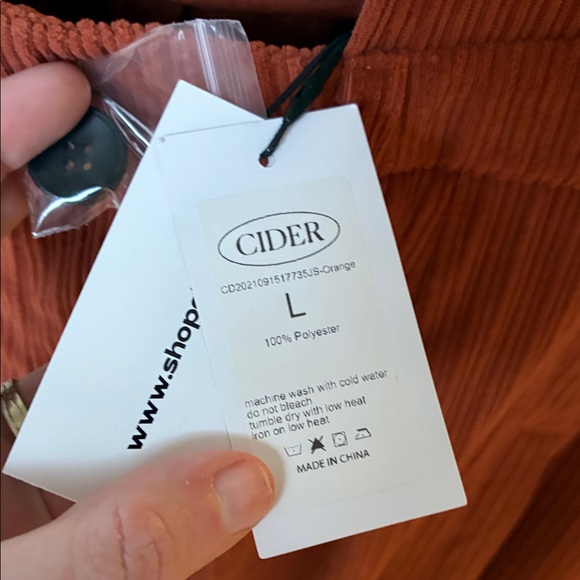 CIDER
CD2021091517735JS-Orange
L
100% Polyester
machine wash with cold water
do not bleach
tumble dry with low heat
iron on low heat
MADE IN CHINA
www.shop